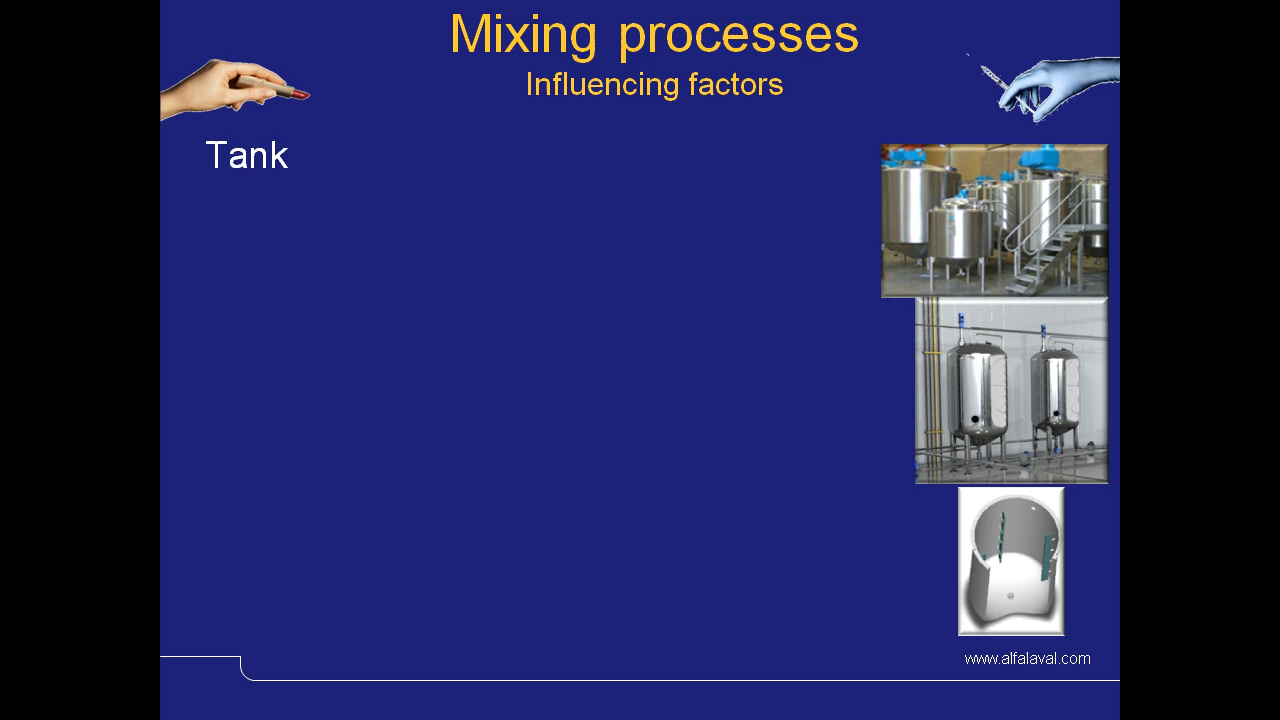 Mixing processes
Influencing factors
Tank
www.alfalaval.com